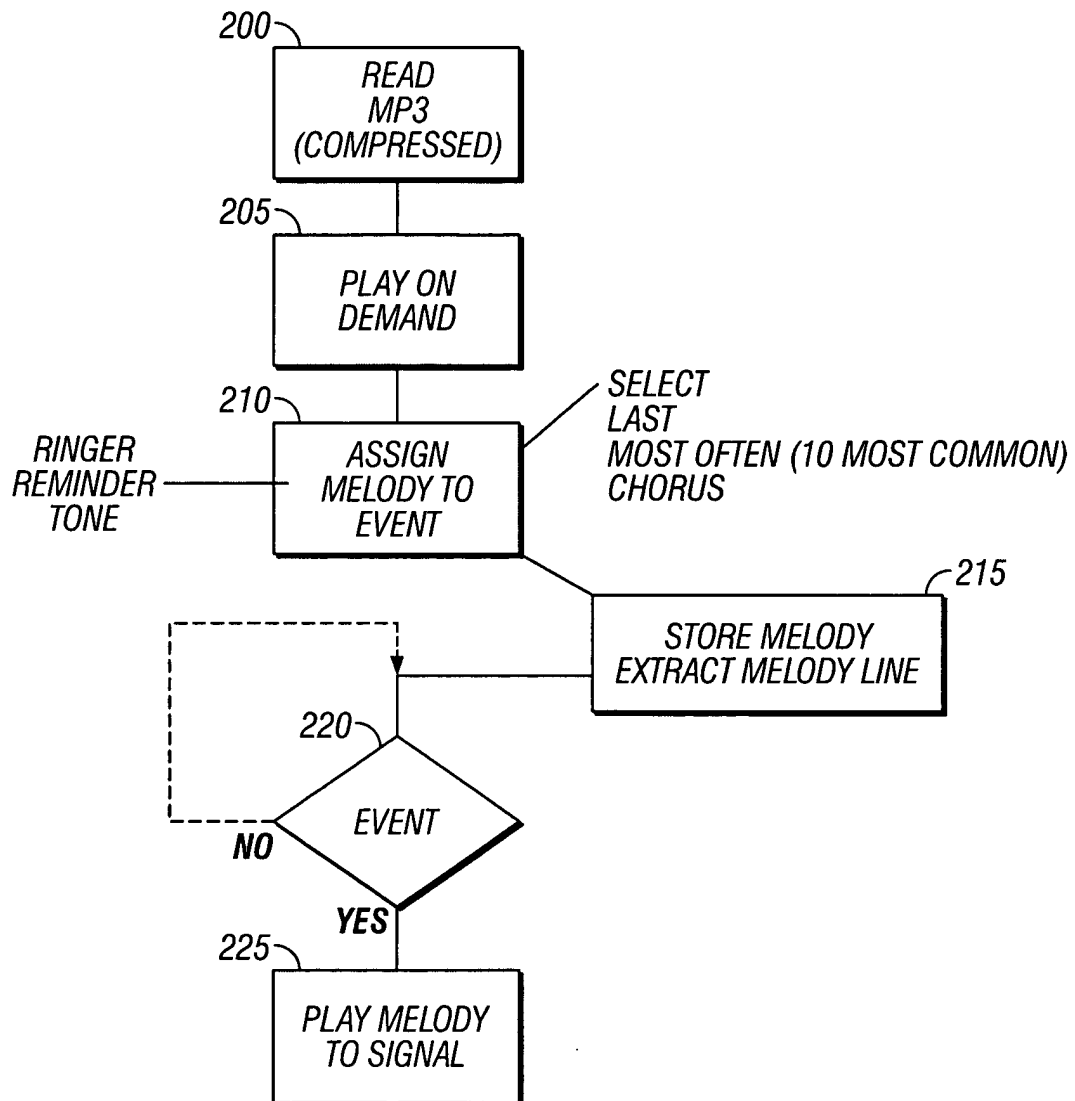 200
READ
MP3
(COMPRESSED)
205
PLAY ON
DEMAND
210
ASSIGN
MELODY TO
EVENT
SELECT
LAST
MOST OFTEN (10 MOST COMMON)
CHORUS
RINGER
REMINDER
TONE
215
STORE MELODY
EXTRACT MELODY LINE
220
EVENT
NO
YES
225
PLAY MELODY
TO SIGNAL